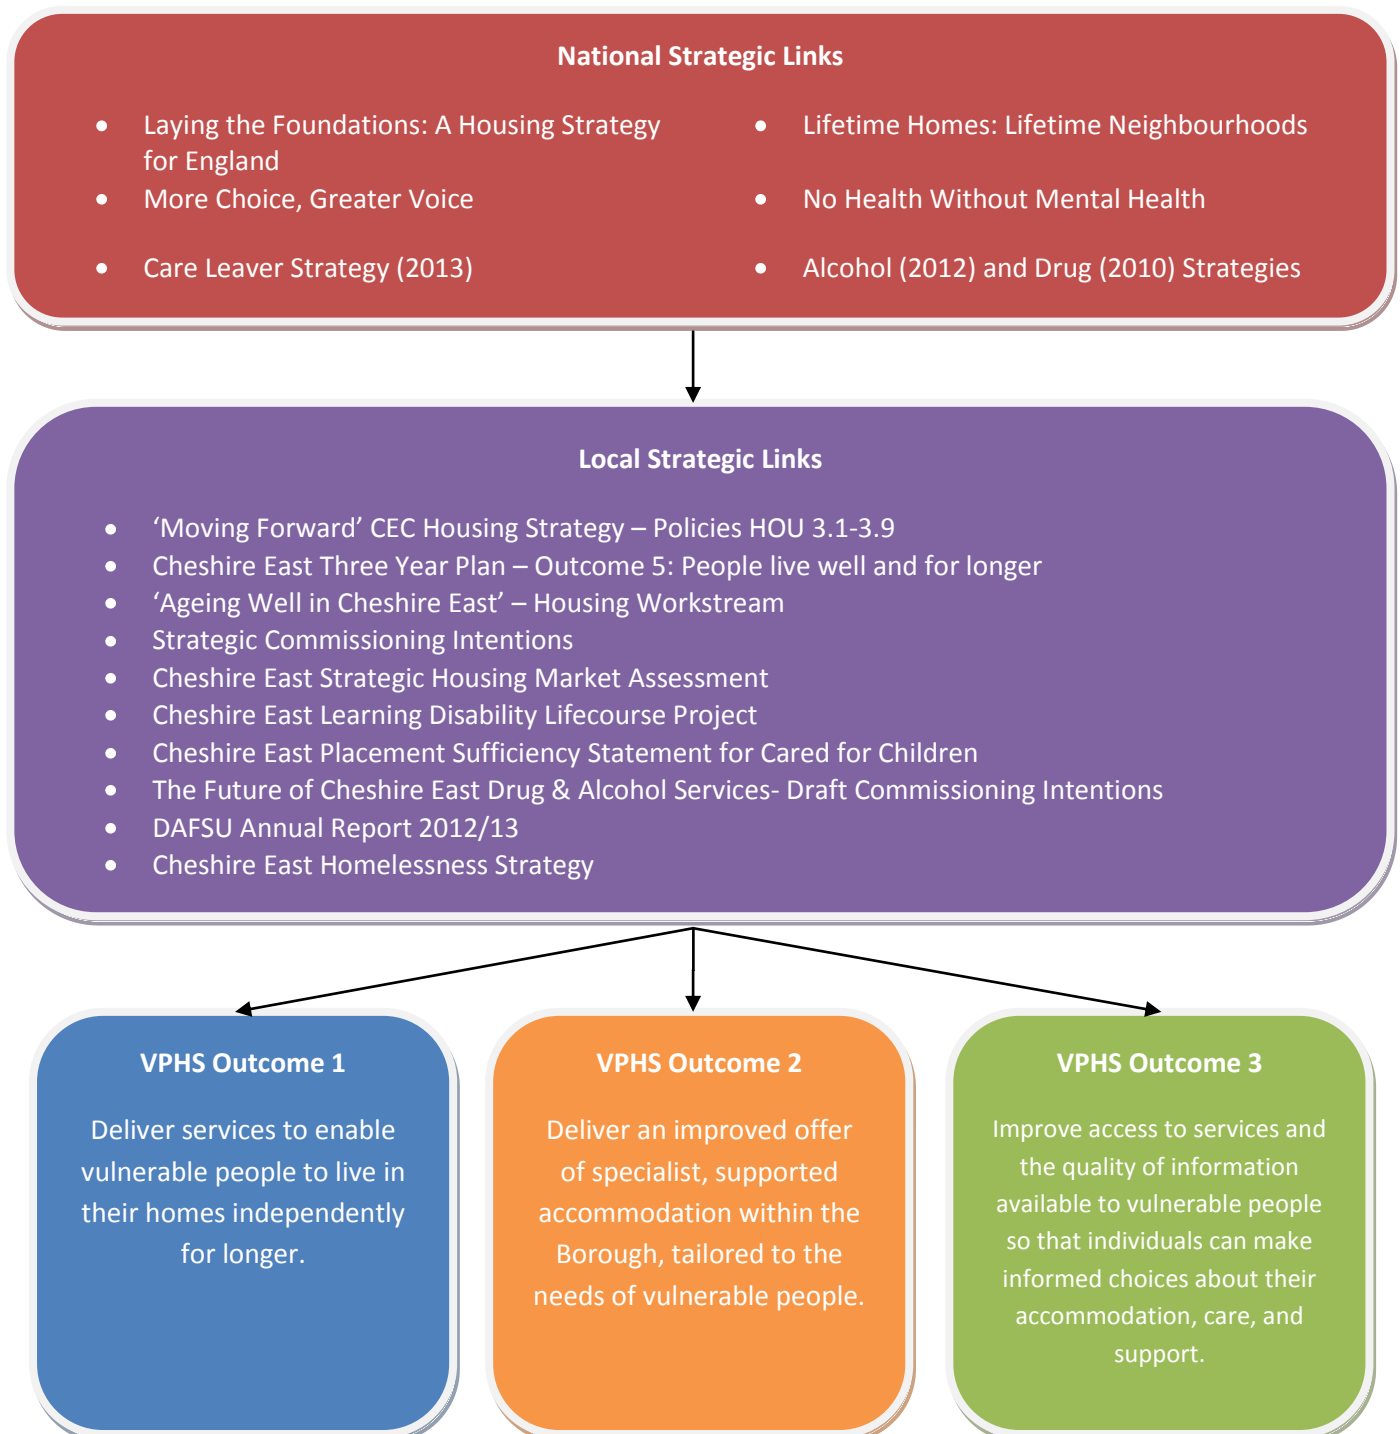 National Strategic Links
• Laying the Foundations: A Housing Strategy
for England
• More Choice, Greater Voice
• Care Leaver Strategy (2013)
• Lifetime Homes: Lifetime Neighbourhoods
• No Health Without Mental Health
• Alcohol (2012) and Drug (2010) Strategies
Local Strategic Links
• ‘Moving Forward’ CEC Housing Strategy – Policies HOU 3.1-3.9
• Cheshire East Three Year Plan – Outcome 5: People live well and for longer
• ‘Ageing Well in Cheshire East’ – Housing Workstream
• Strategic Commissioning Intentions
• Cheshire East Strategic Housing Market Assessment
• Cheshire East Learning Disability Lifecourse Project
• Cheshire East Placement Sufficiency Statement for Cared for Children
• The Future of Cheshire East Drug & Alcohol Services- Draft Commissioning Intentions
• DAFSU Annual Report 2012/13
• Cheshire East Homelessness Strategy
VPHS Outcome 1
Deliver services to enable
vulnerable people to live in
their homes independently
for longer.
VPHS Outcome 2
Deliver an improved offer
of specialist, supported
accommodation within the
Borough, tailored to the
needs of vulnerable people.
VPHS Outcome 3
Improve access to services and
the quality of information
available to vulnerable people
so that individuals can make
informed choices about their
accommodation, care, and
support.